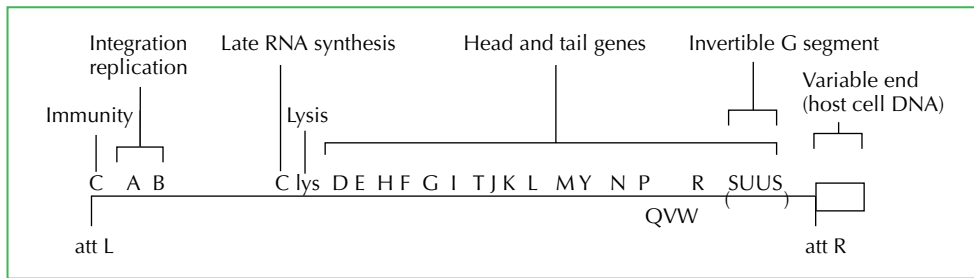 Integration
replication
Late RNA synthesis
Head and tail genes
Invertible G segment
Variable end
(host cell DNA)
Immunity
Lysis
C A B C lys D E H F G I T J K L M Y N P R (SUUS)
QVW
att L
att R